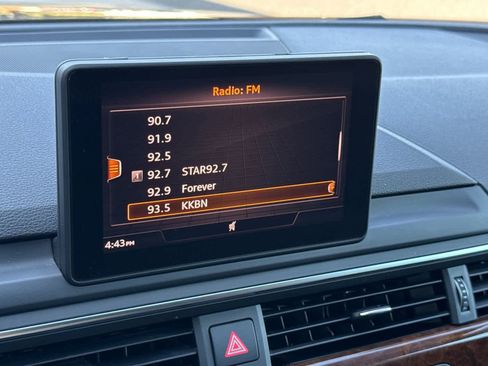 Radio: FM
90.7
91.9
92.5
92.7 STAR92.7
92.9 Forever
93.5 KKBN
4:43PM